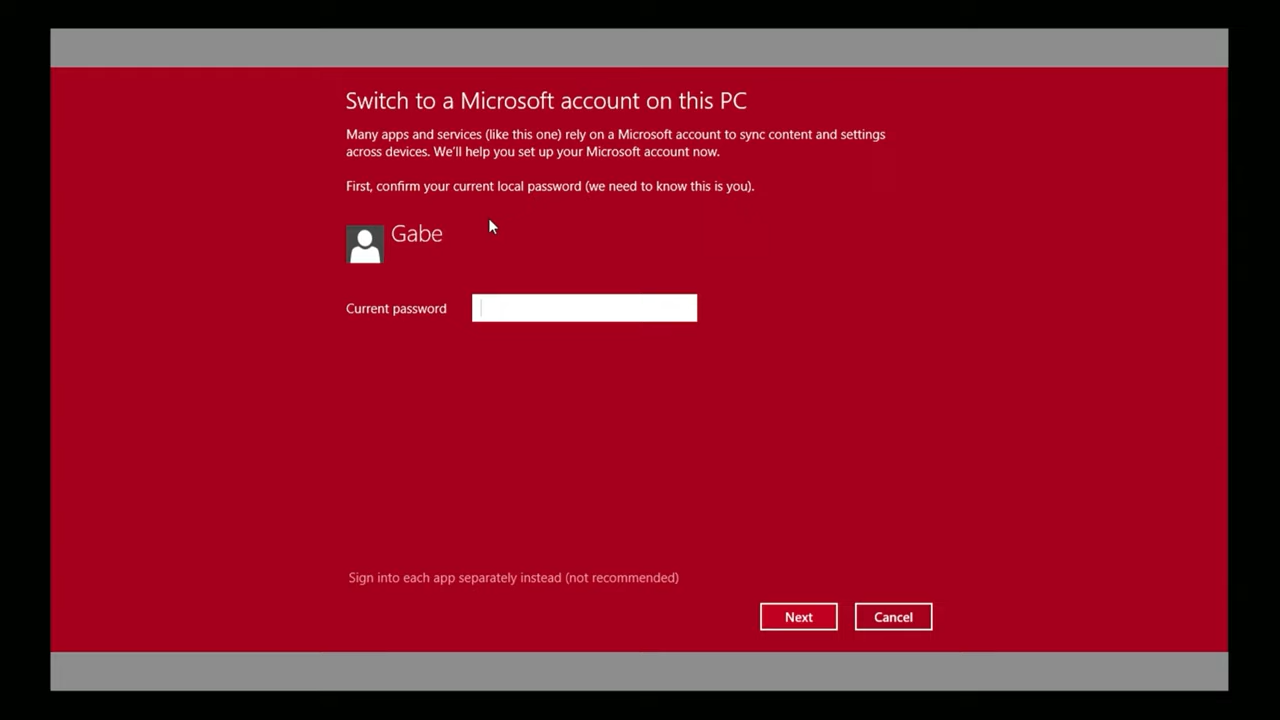 Switch to a Microsoft account on this PC
Many apps and services (like this one) rely on a Microsoft account to sync content and settings
across devices. We'll help you set up your Microsoft account now.
First, confirm your current local password (we need to know this is you).
Gabe
Current password
Sign into each app separately instead (not recommended)
Next Cancel